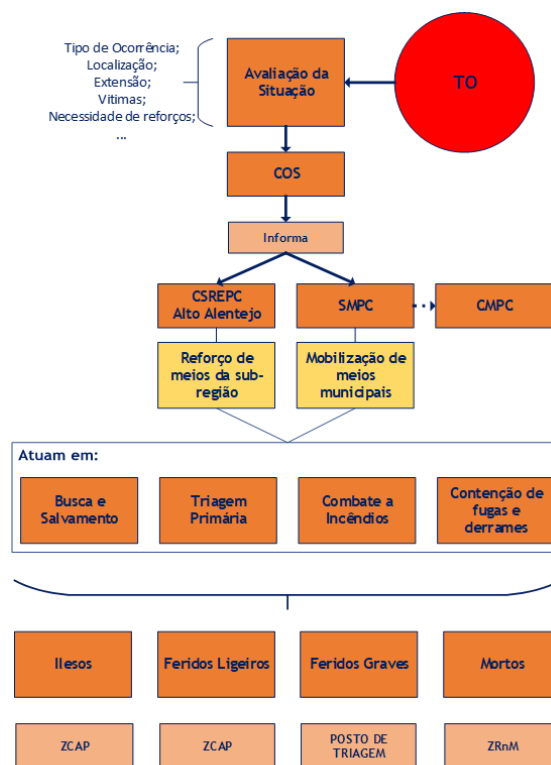 Tipo de Ocorrência;
Localização;
Extensão;
Vitimas;
Necessidade de reforços;
...
Avaliação da
Situação
TO
COS
Informa
CSREPC
Alto Alentejo
SMPC
CMPC
Reforço de
meios da sub-
região
Mobilização de
meios
municipais
Atuam em:
Busca e
Salvamento
Triagem
Primária
Combate a
Incêndios
Contenção de
fugas e
derrames
Ilesos
Feridos Ligeiros
Feridos Graves
Mortos
ZCAP
ZCAP
POSTO DE
TRIAGEM
ZRnM